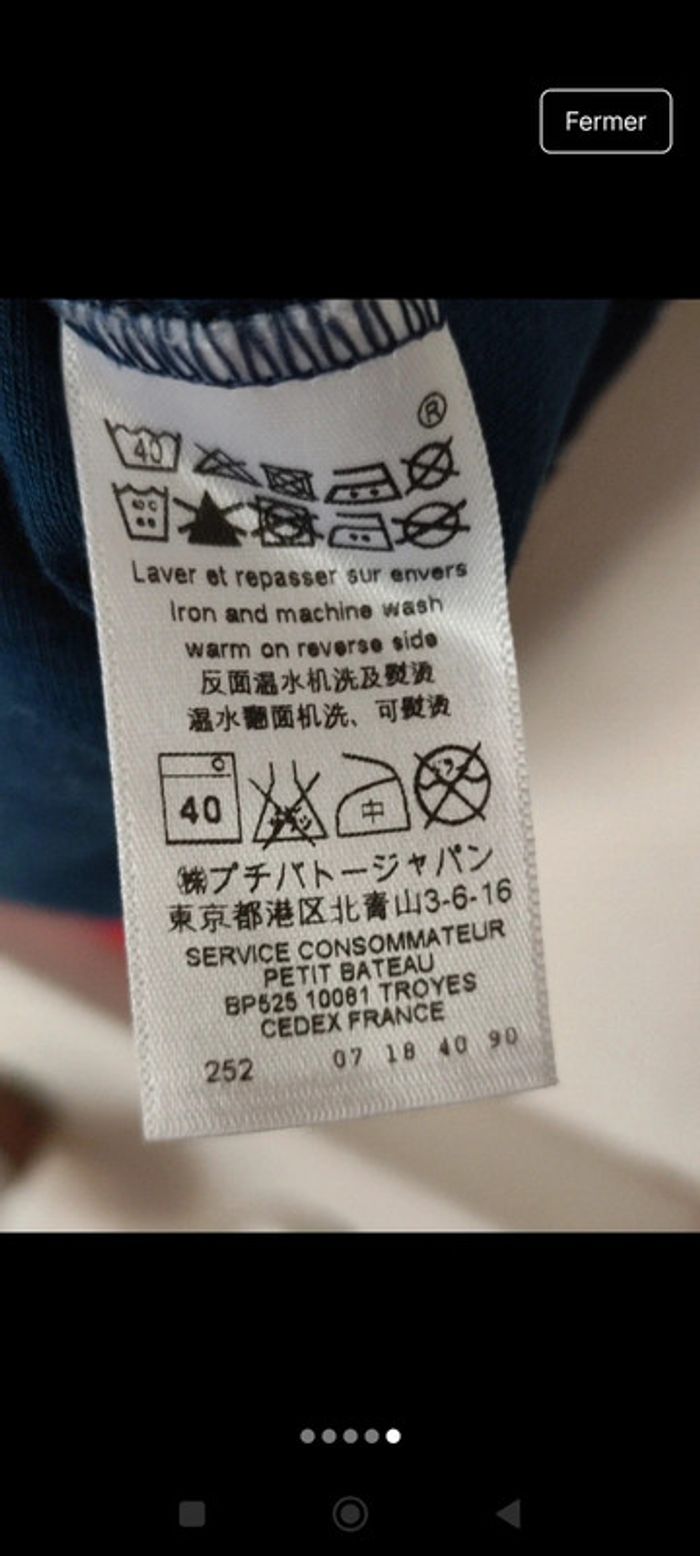 Fermer
®
40
Laver et repasser sur envers
Iron and machine wash
warm on reverse side
反面温水机洗及熨烫
温水翻面机洗、可熨烫
40 中
㈱プチバトージャパン
東京都港区北青山3-6-16
SERVICE CONSOMMATEUR
PETIT BATEAU
BP525 10081 TROYES
CEDEX FRANCE
252 07 18 40 90